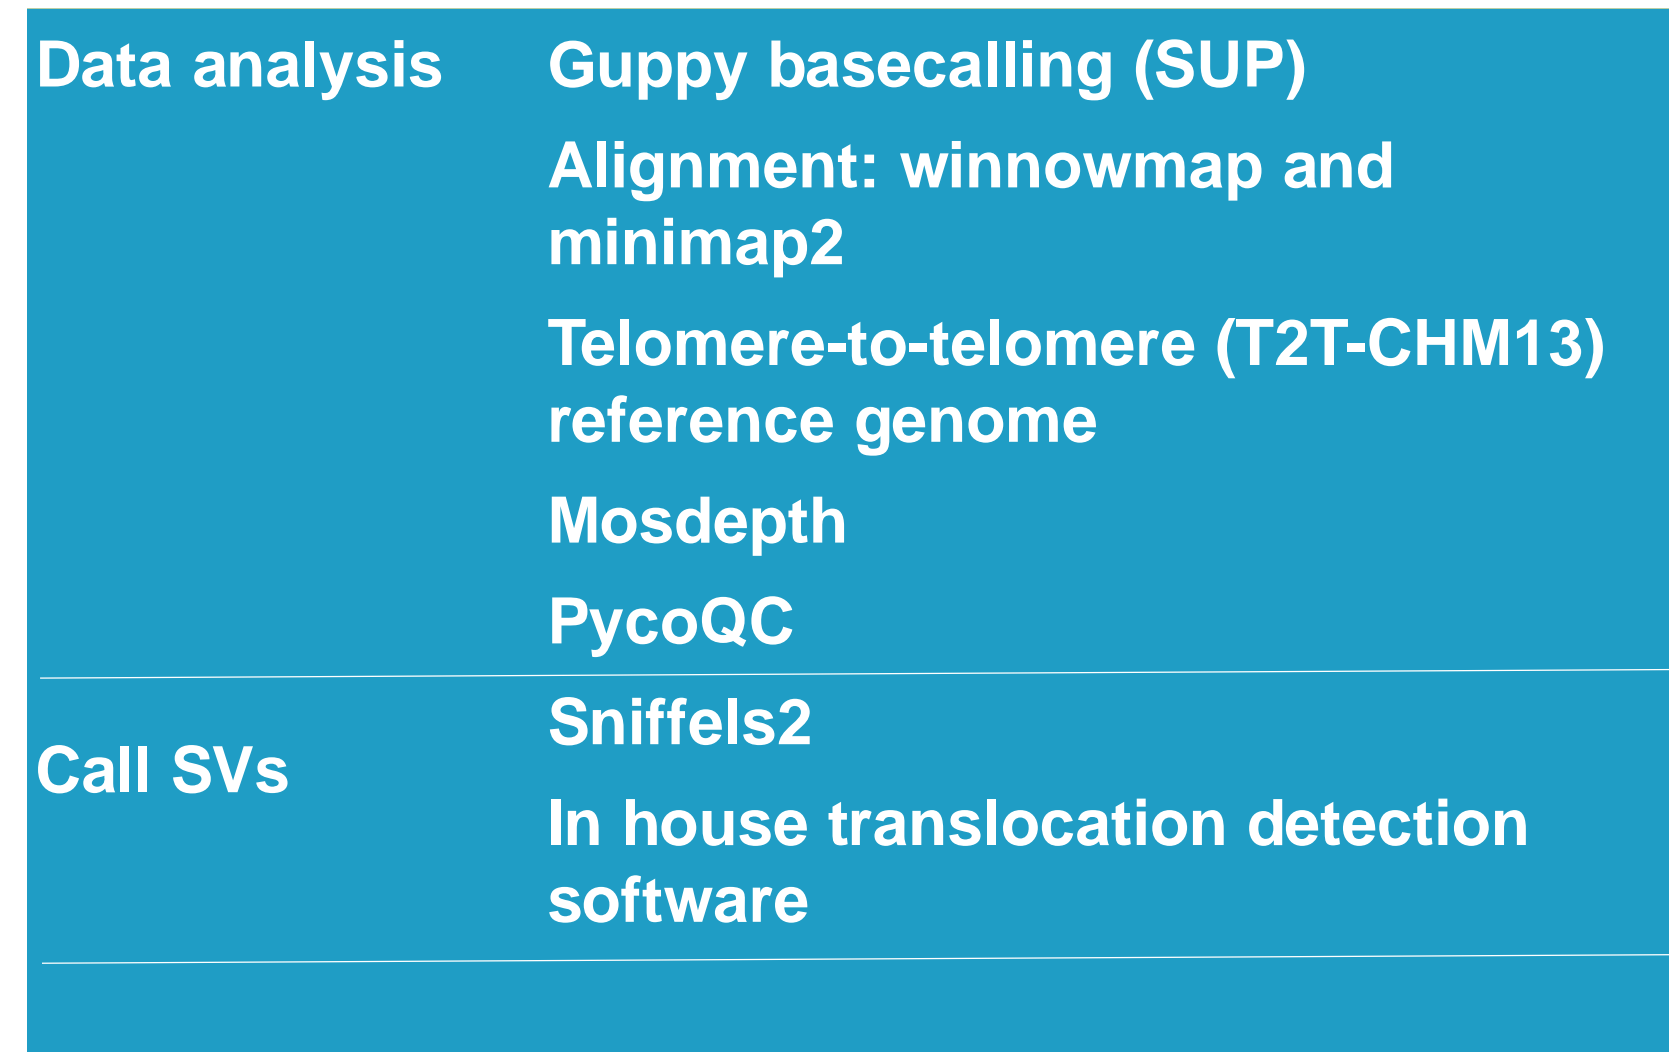 Data analysis Guppy basecalling (SUP)
Alignment: winnowmap and
minimap2
Telomere-to-telomere (T2T-CHM13)
reference genome
Mosdepth
PycoQC
Call SVs
Sniffels2
In house translocation detection
software